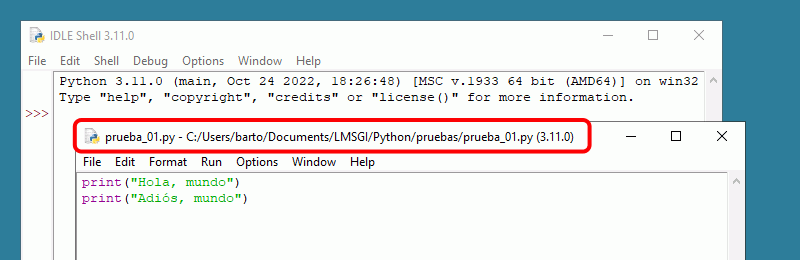 IDLE Shell 3.11.0
File Edit Shell Debug Options Window Help
Python 3.11.0 (main, Oct 24 2022, 18:26:48) [MSC v.1933 64 bit (AMD64)] on win32
Type "help", "copyright", "credits" or "license()" for more information.
>>>
prueba_01.py - C:/Users/barto/Documents/LMSGI/Python/pruebas/prueba_01.py (3.11.0)
File Edit Format Run Options Window Help
print("Hola, mundo")
print("Adiós, mundo")